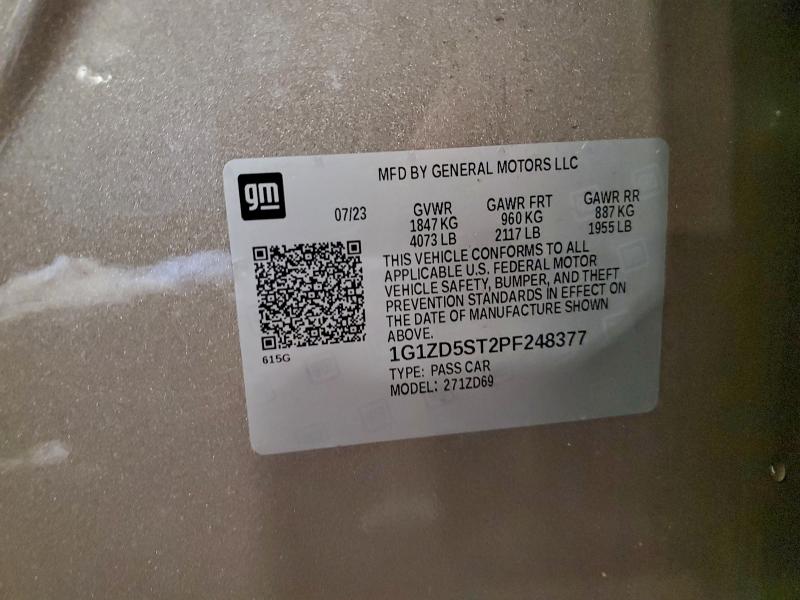 MFD BY GENERAL MOTORS LLC
gm
07/23
GVWR GAWR FRT GAWR RR
1847 KG 960 KG 887 KG
4073 LB 2117 LB 1955 LB
THIS VEHICLE CONFORMS TO ALL
APPLICABLE U.S. FEDERAL MOTOR
VEHICLE SAFETY, BUMPER, AND THEFT
PREVENTION STANDARDS IN EFFECT ON
THE DATE OF MANUFACTURE SHOWN
ABOVE.
615G
1G1ZD5ST2PF248377
TYPE: PASS CAR
MODEL: 271ZD69